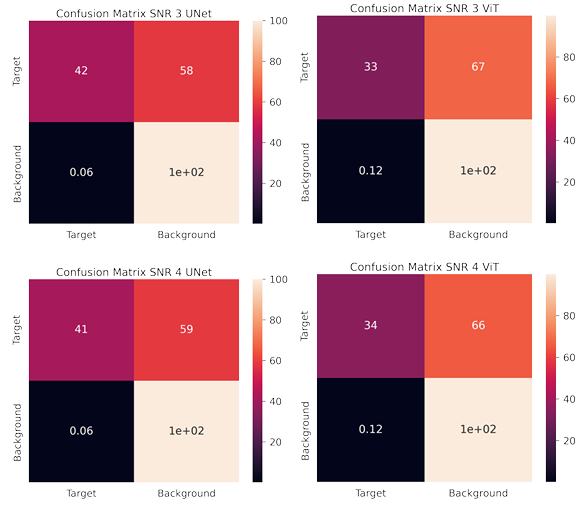 Confusion Matrix SNR 3 UNet
Target
Background
42
58
0.06
1e+02
Target
Background
100
80
60
40
20
Confusion Matrix SNR 3 ViT
Target
Background
33
67
0.12
1e+02
Target
Background
80
60
40
20
Confusion Matrix SNR 4 UNet
Target
Background
41
59
0.06
1e+02
Target
Background
100
80
60
40
20
Confusion Matrix SNR 4 ViT
Target
Background
34
66
0.12
1e+02
Target
Background
80
60
40
20